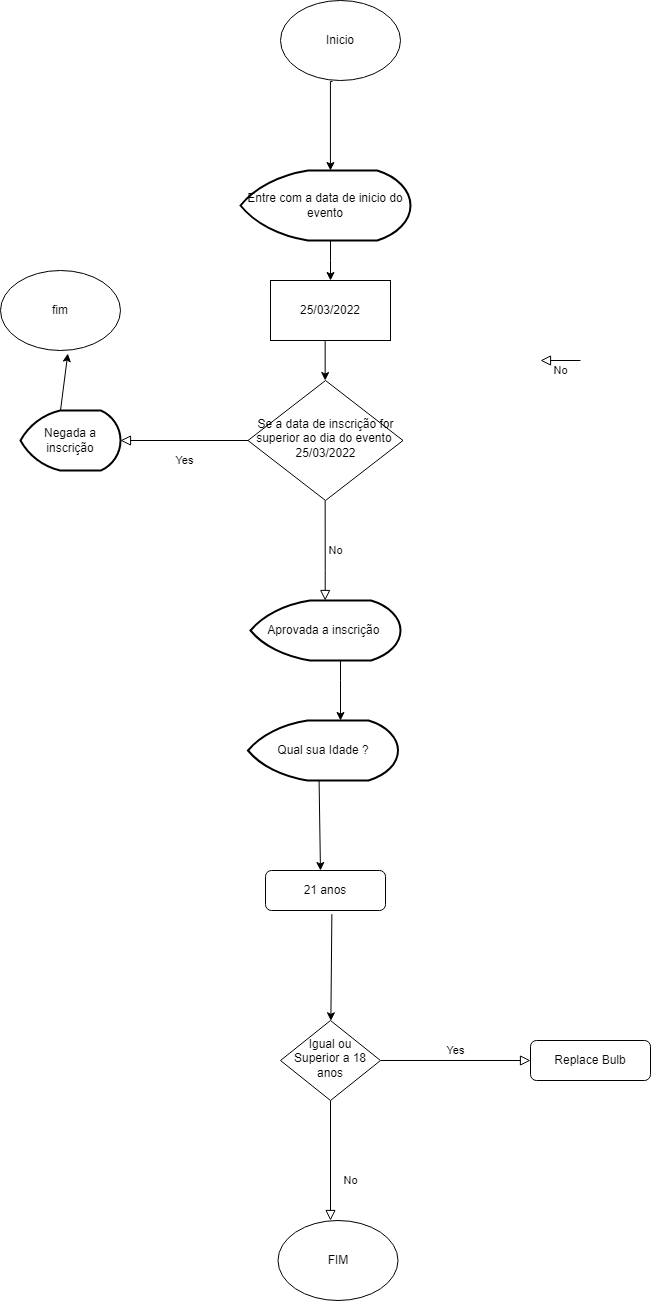 Inicio
Entre com a data de inicio do
evento
25/03/2022
fim
No
Se a data de inscrição for
superior ao dia do evento
25/03/2022
Negada a
inscrição
Yes
No
Aprovada a inscrição
Qual sua Idade ?
21 anos
Igual ou
Superior a 18
anos
Yes
Replace Bulb
No
FIM